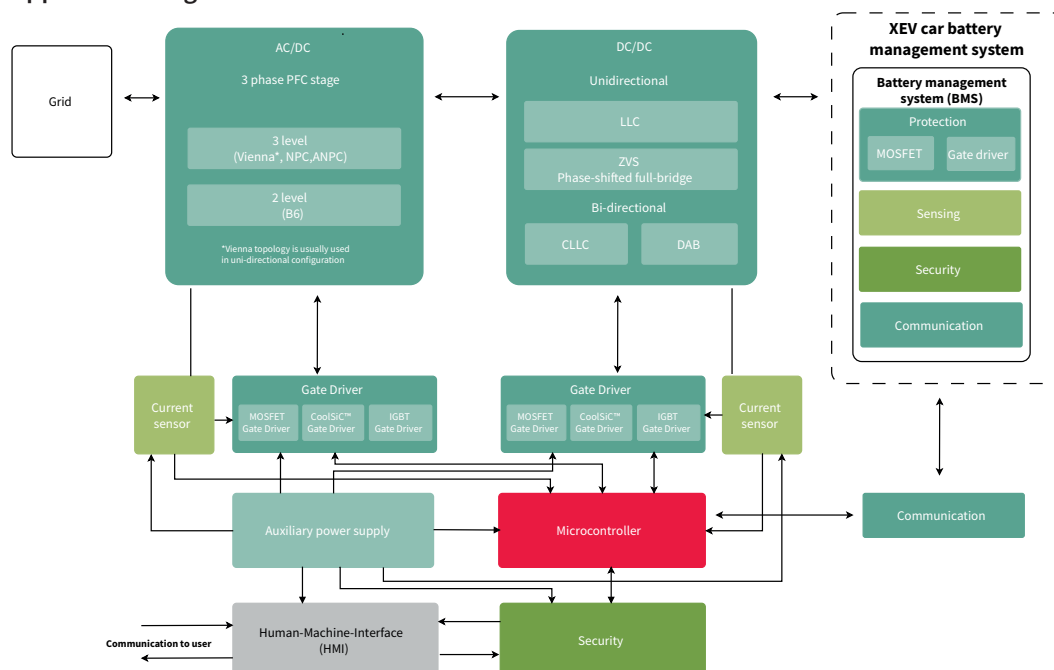 Grid
AC/DC
3 phase PFC stage
3 level
(Vienna*, NPC,ANPC)
2 level
(B6)
*Vienna topology is usually used
in uni-directional configuration
DC/DC
Unidirectional
LLC
ZVS
Phase-shifted full-bridge
Bi-directional
CLLC
DAB
XEV car battery
management system
Battery management
system (BMS)
Protection
MOSFET
Gate driver
Sensing
Security
Communication
Current
sensor
Gate Driver
MOSFET
Gate Driver
CoolSiC™
Gate Driver
IGBT
Gate Driver
Gate Driver
MOSFET
Gate Driver
CoolSiC™
Gate Driver
IGBT
Gate Driver
Current
sensor
Auxiliary power supply
Microcontroller
Communication
Communication to user
Human-Machine-Interface
(HMI)
Security